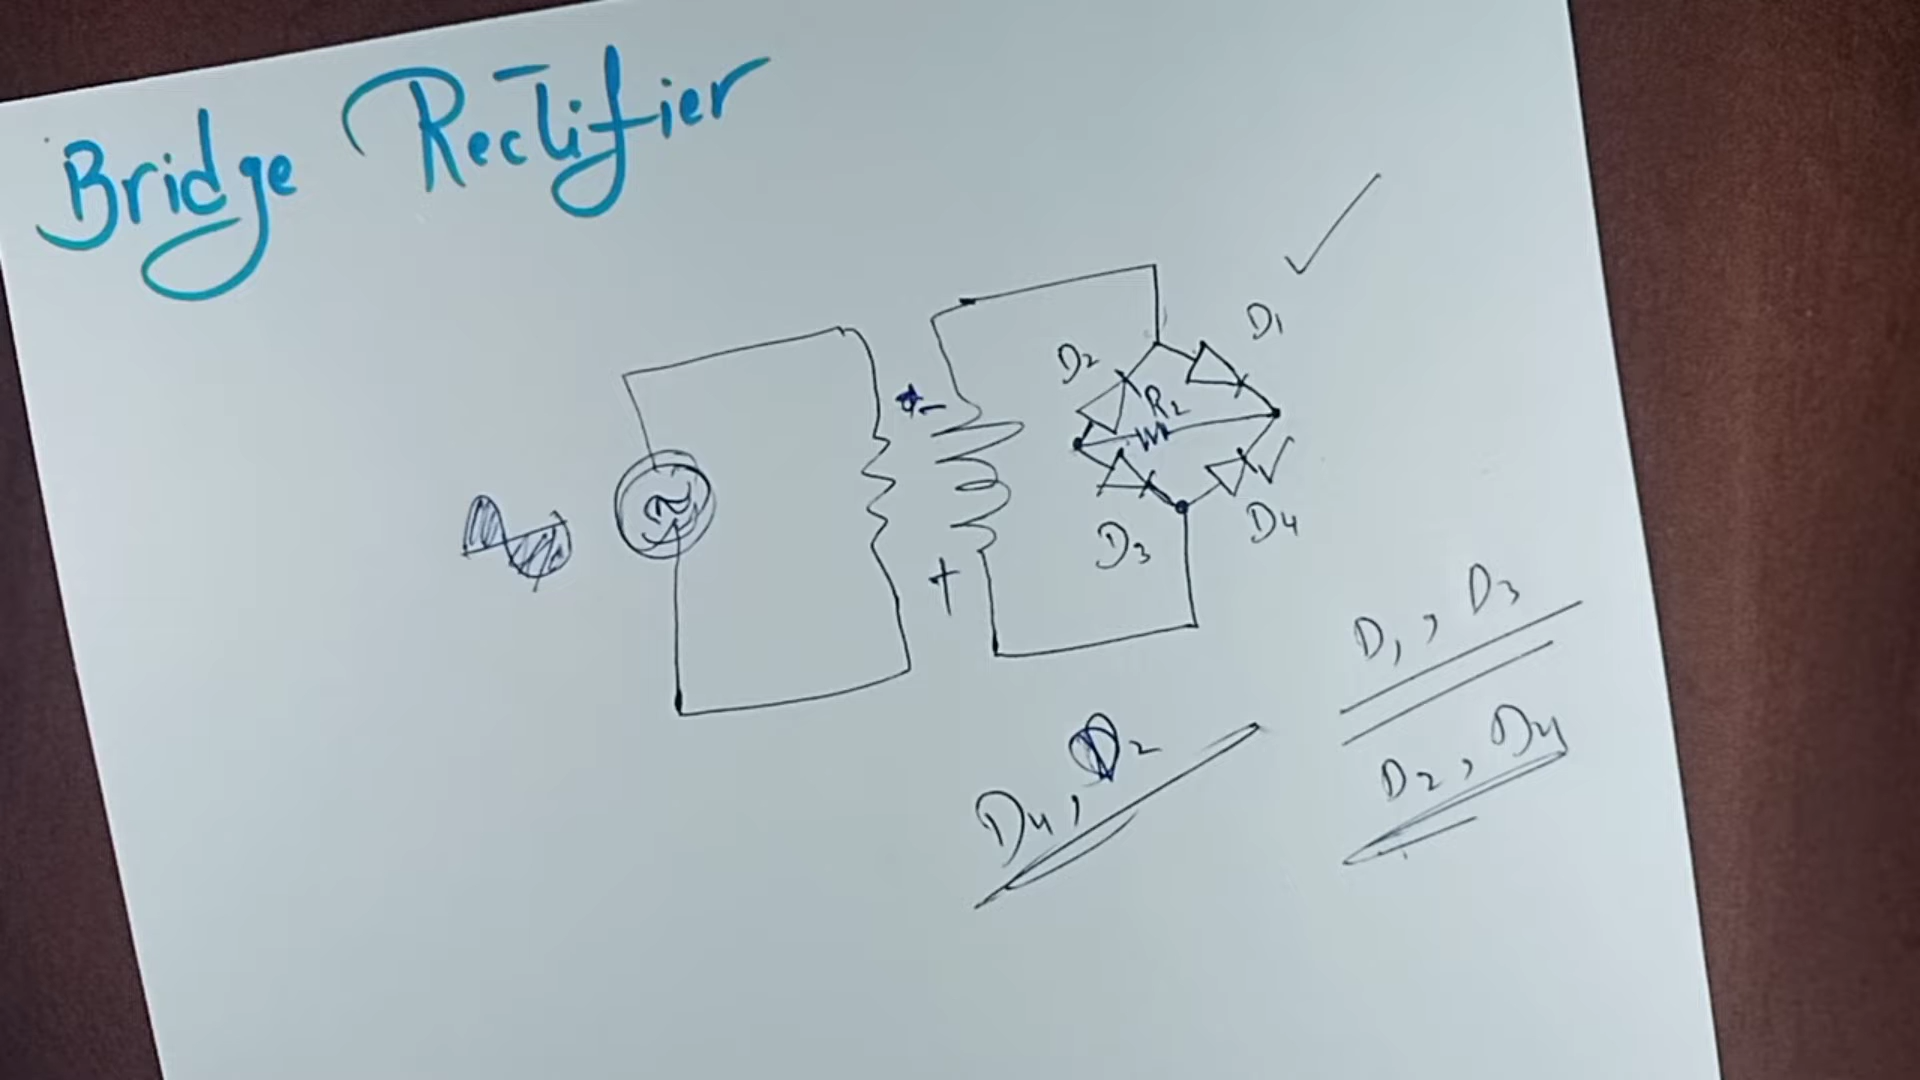 Bridge Rectifier
D1
D2
R2
-
+
D3
D4
D1, D3
D2, D4
D4, D2